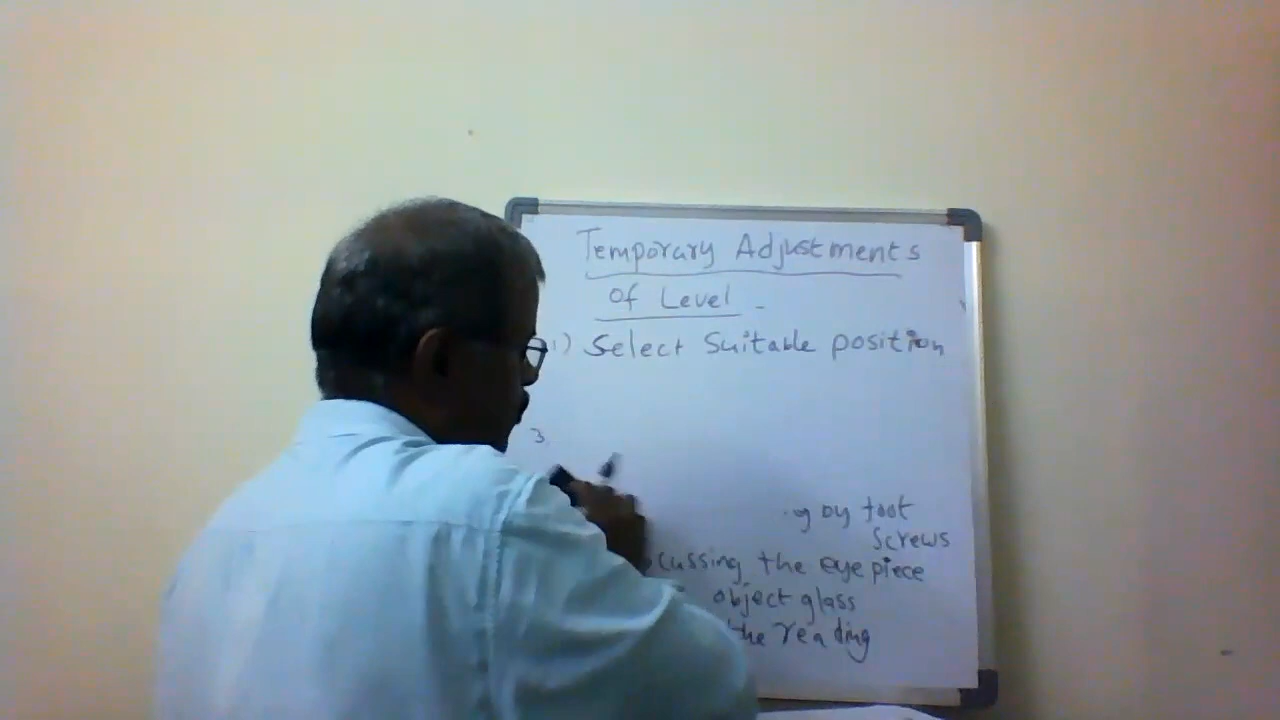 Temporary Adjustments
of Level -
1) Select Suitable position
3.
by foot
screws
cussing the eye piece
object glass
the reading